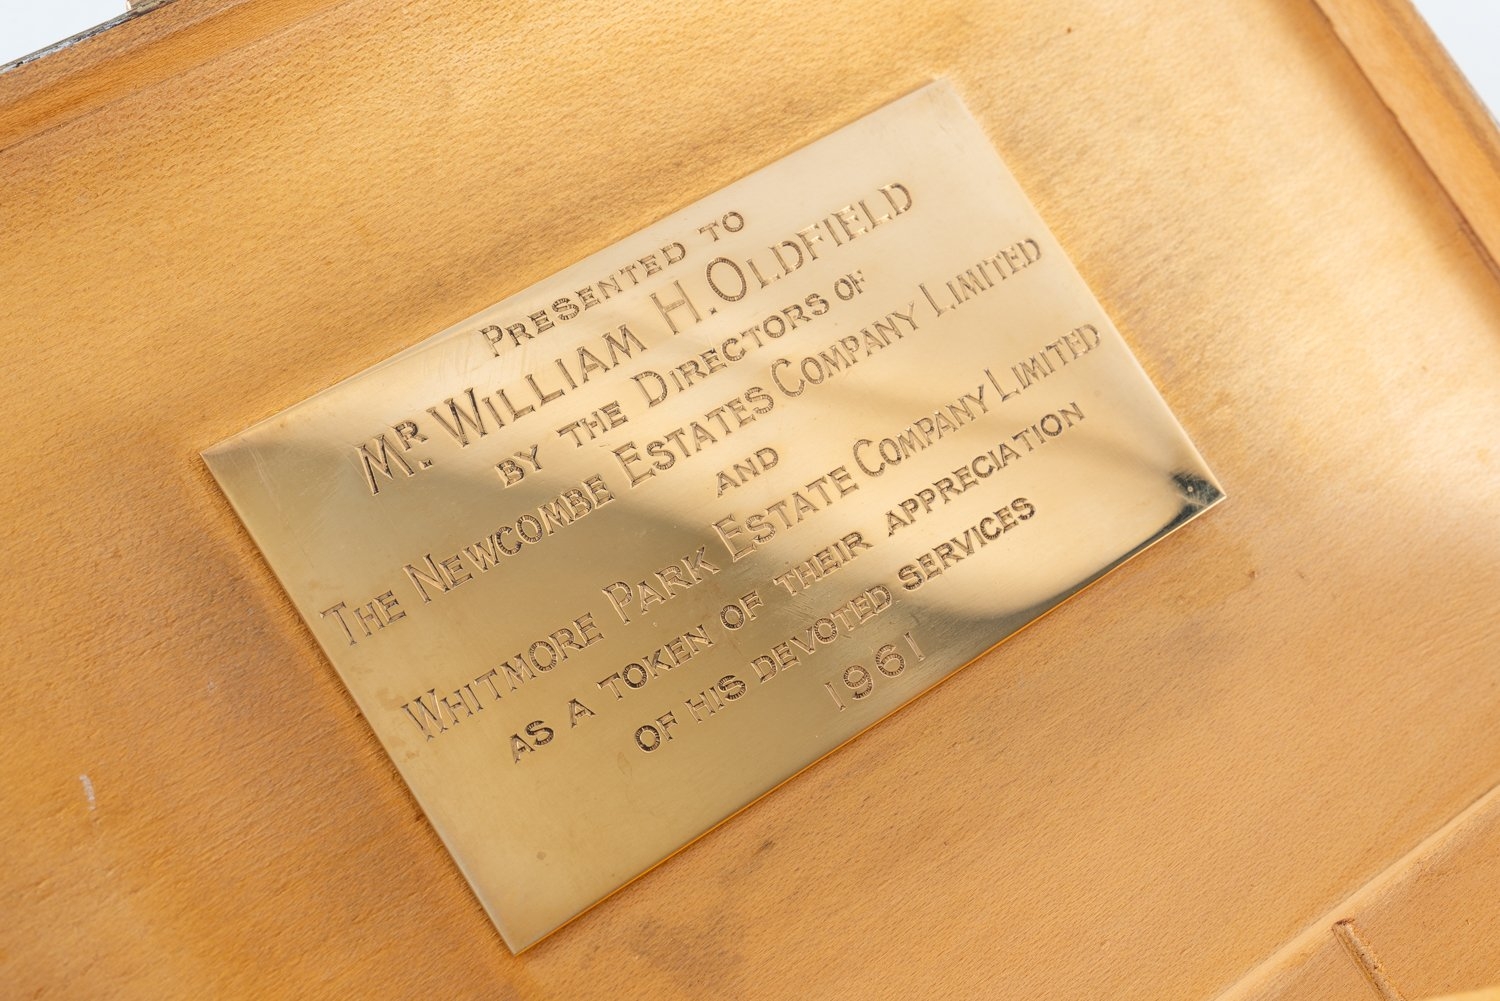 PRESENTED TO
MR. WILLIAM H. OLDFIELD
BY THE DIRECTORS OF
THE NEWCOMBE ESTATES COMPANY LIMITED
AND
WHITMORE PARK ESTATE COMPANY LIMITED
AS A TOKEN OF THEIR APPRECIATION
OF HIS DEVOTED SERVICES
1961